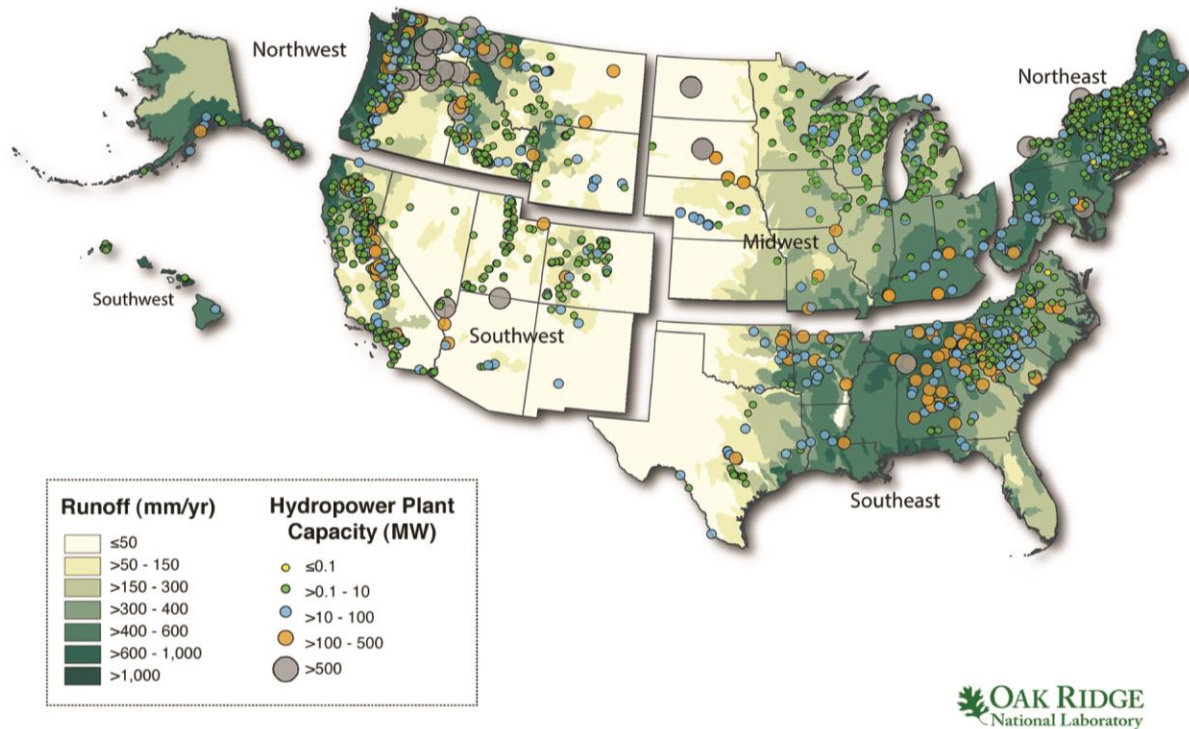 Northwest
Northeast
Midwest
Southwest
Southwest
Southeast
Runoff (mm/yr)
≤50
>50 - 150
>150 - 300
>300 - 400
>400 - 600
>600 - 1,000
>1,000
Hydropower Plant
Capacity (MW)
≤0.1
>0.1 - 10
>10 - 100
>100 - 500
>500
OAK RIDGE
National Laboratory